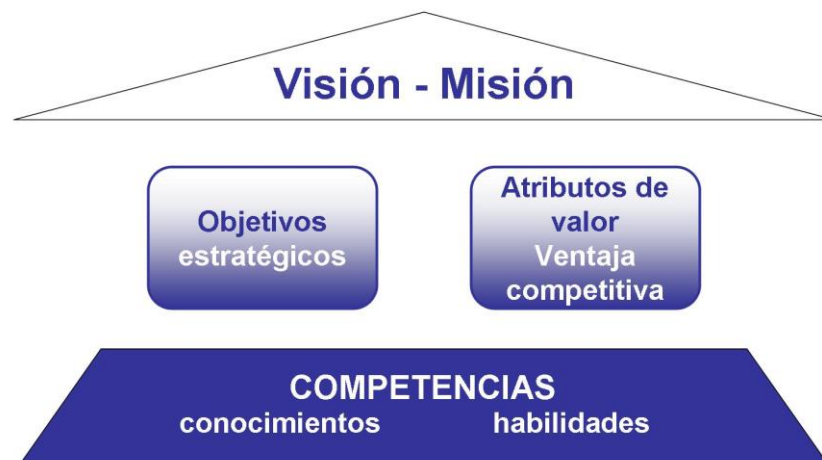 Visión - Misión
Objetivos
estratégicos
Atributos de
valor
Ventaja
competitiva
COMPETENCIAS
conocimientos habilidades